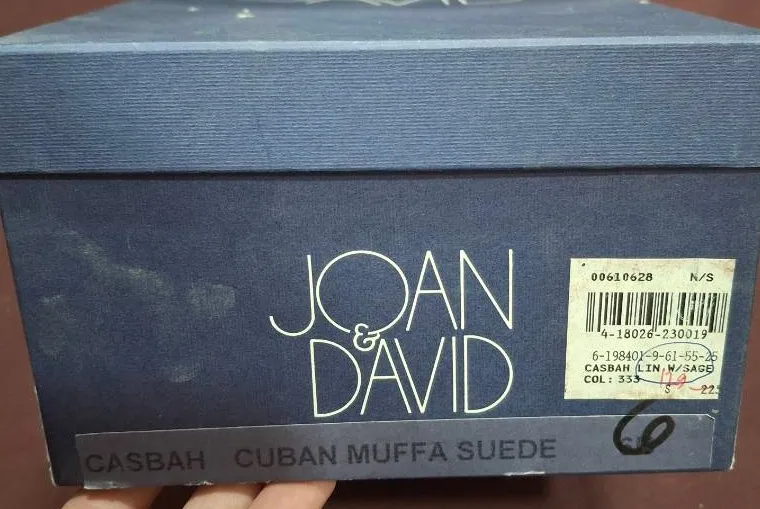 JOAN
&
DAVID
00610628 N/S
4-18026-230019
6-198401-9-61-55-25
CASBAH LIN W/SAGE
COL: 333
S 225
CASBAH CUBAN MUFFA SUEDE
6